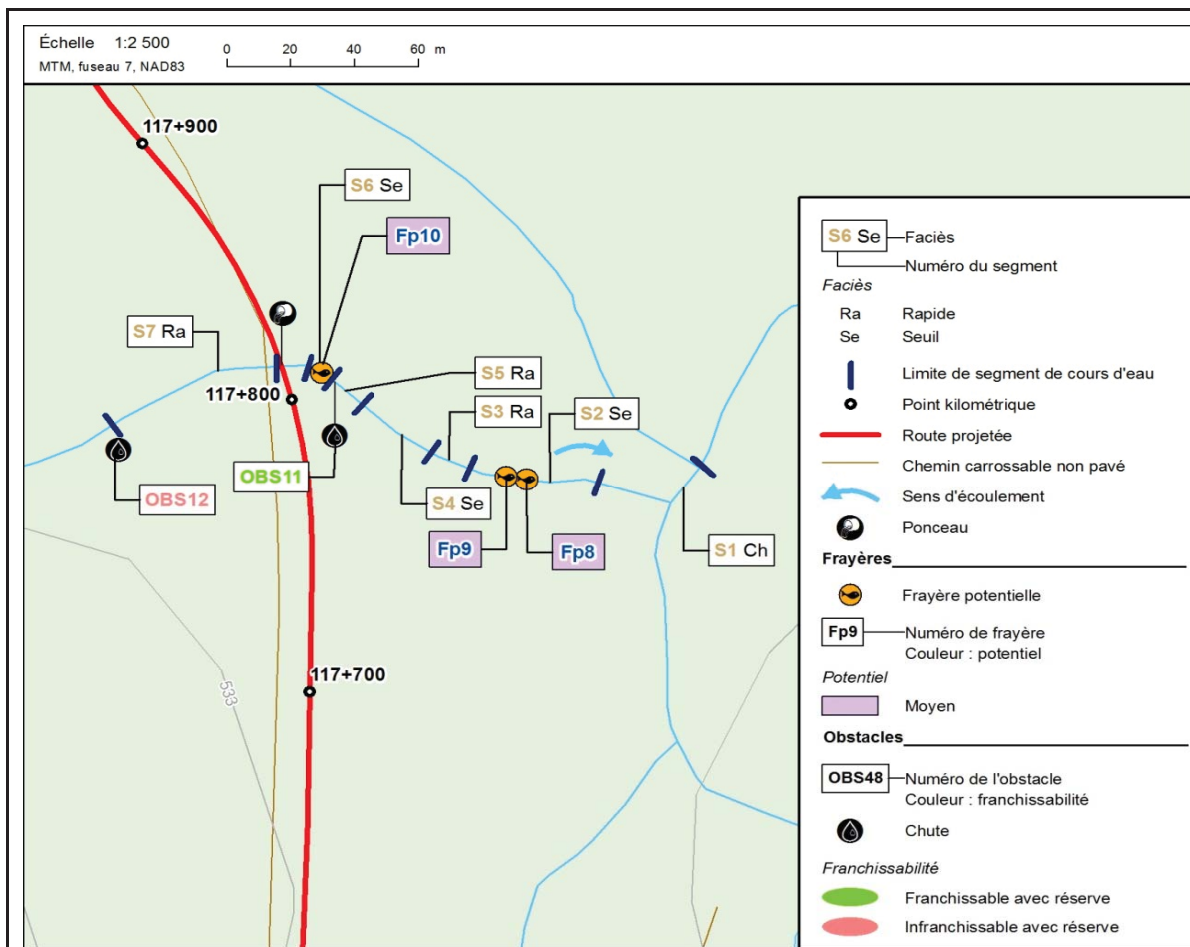 Échelle 1:2 500
0 20 40 60 m
MTM, fuseau 7, NAD83
117+900
S6 Se
Fp10
S7 Ra
S5 Ra
117+800
S3 Ra
S2 Se
OBS11
OBS12
S4 Se
Fp9
Fp8
S1 Ch
117+700
533
S6 Se
Faciès
Numéro du segment
Faciès
Ra Rapide
Se Seuil
Limite de segment de cours d'eau
Point kilométrique
Route projetée
Chemin carrossable non pavé
Sens d'écoulement
Ponceau
Frayères
Frayère potentielle
Fp9
Numéro de frayère
Couleur : potentiel
Potentiel
Moyen
Obstacles
OBS48
Numéro de l'obstacle
Couleur : franchissabilité
Chute
Franchissabilité
Franchissable avec réserve
Infranchissable avec réserve